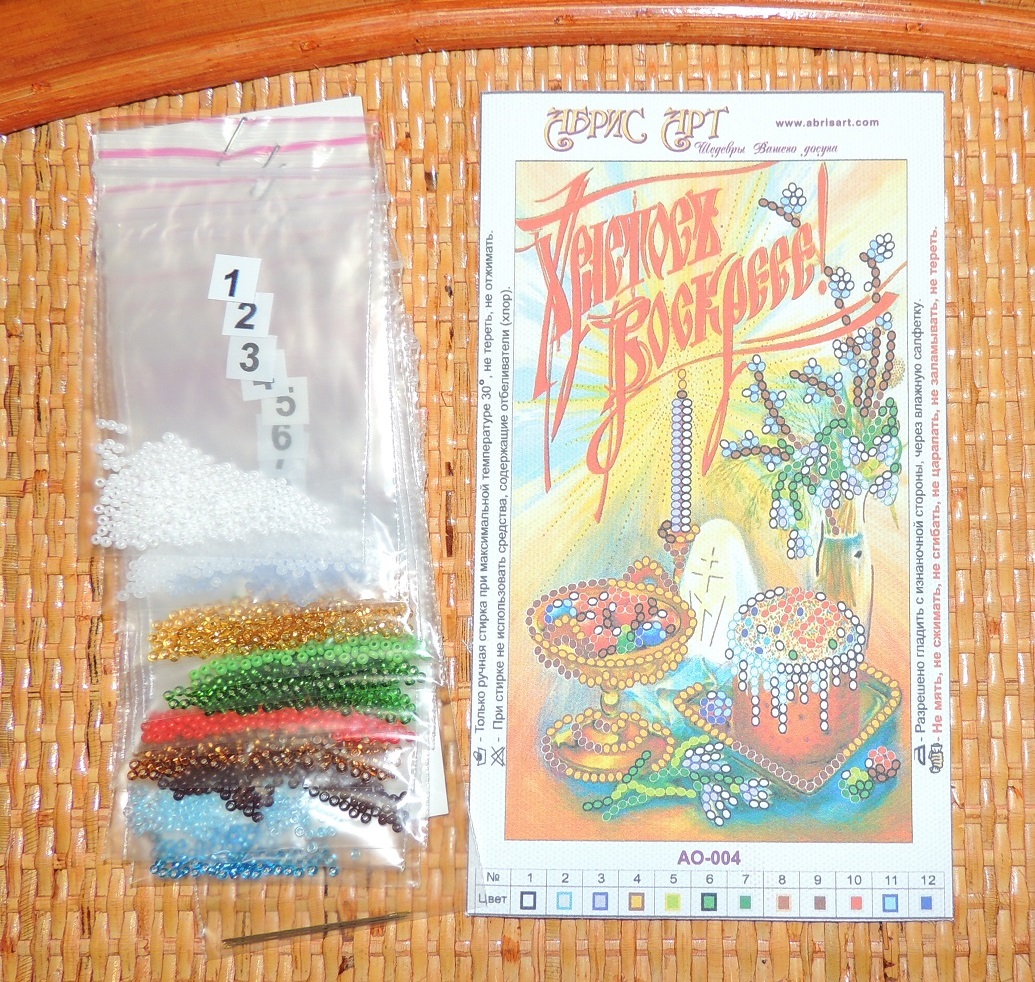 1
2
3
4
5
6
АБРИС АРТ
www.abrisart.com
Шедевры Вашего досуга
Христосъ
Воскресе!
- Только ручная стирка при максимальной температуре 30°, не тереть, не отжимать.
- При стирке не использовать средства, содержащие отбеливатели (хлор).
- Разрешено гладить с изнаночной стороны, через влажную салфетку.
- Не мять, не сжимать, не сгибать, не царапать, не заламывать, не тереть.
АО-004
№ 1 2 3 4 5 6 7 8 9 10 11 12
Цвет